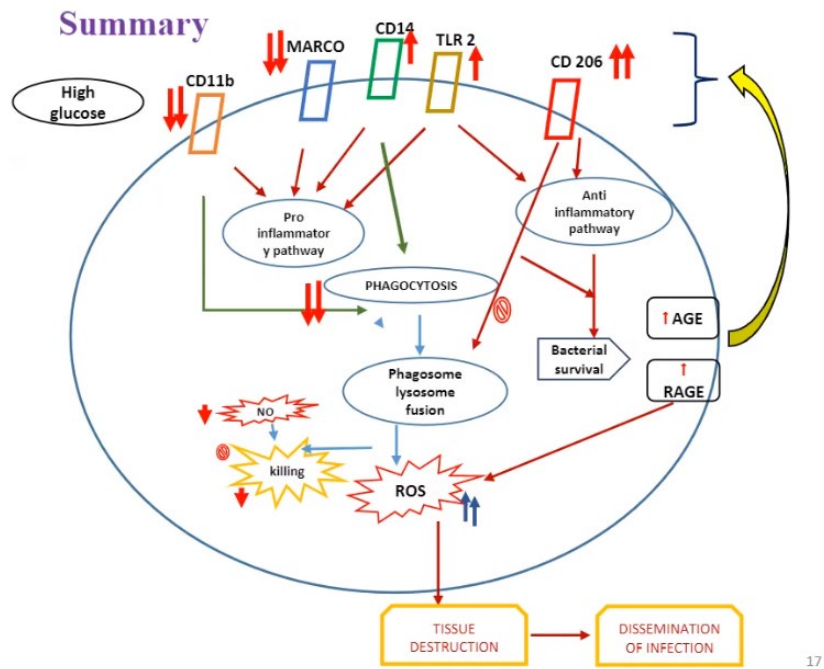 Summary
CD14
MARCO
TLR 2
CD 206
CD11b
High
glucose
Pro
inflammator
y pathway
Anti
inflammatory
pathway
PHAGOCYTOSIS
AGE
Bacterial
survival
RAGE
Phagosome
lysosome
fusion
NO
killing
ROS
TISSUE
DESTRUCTION
DISSEMINATION
OF INFECTION
17